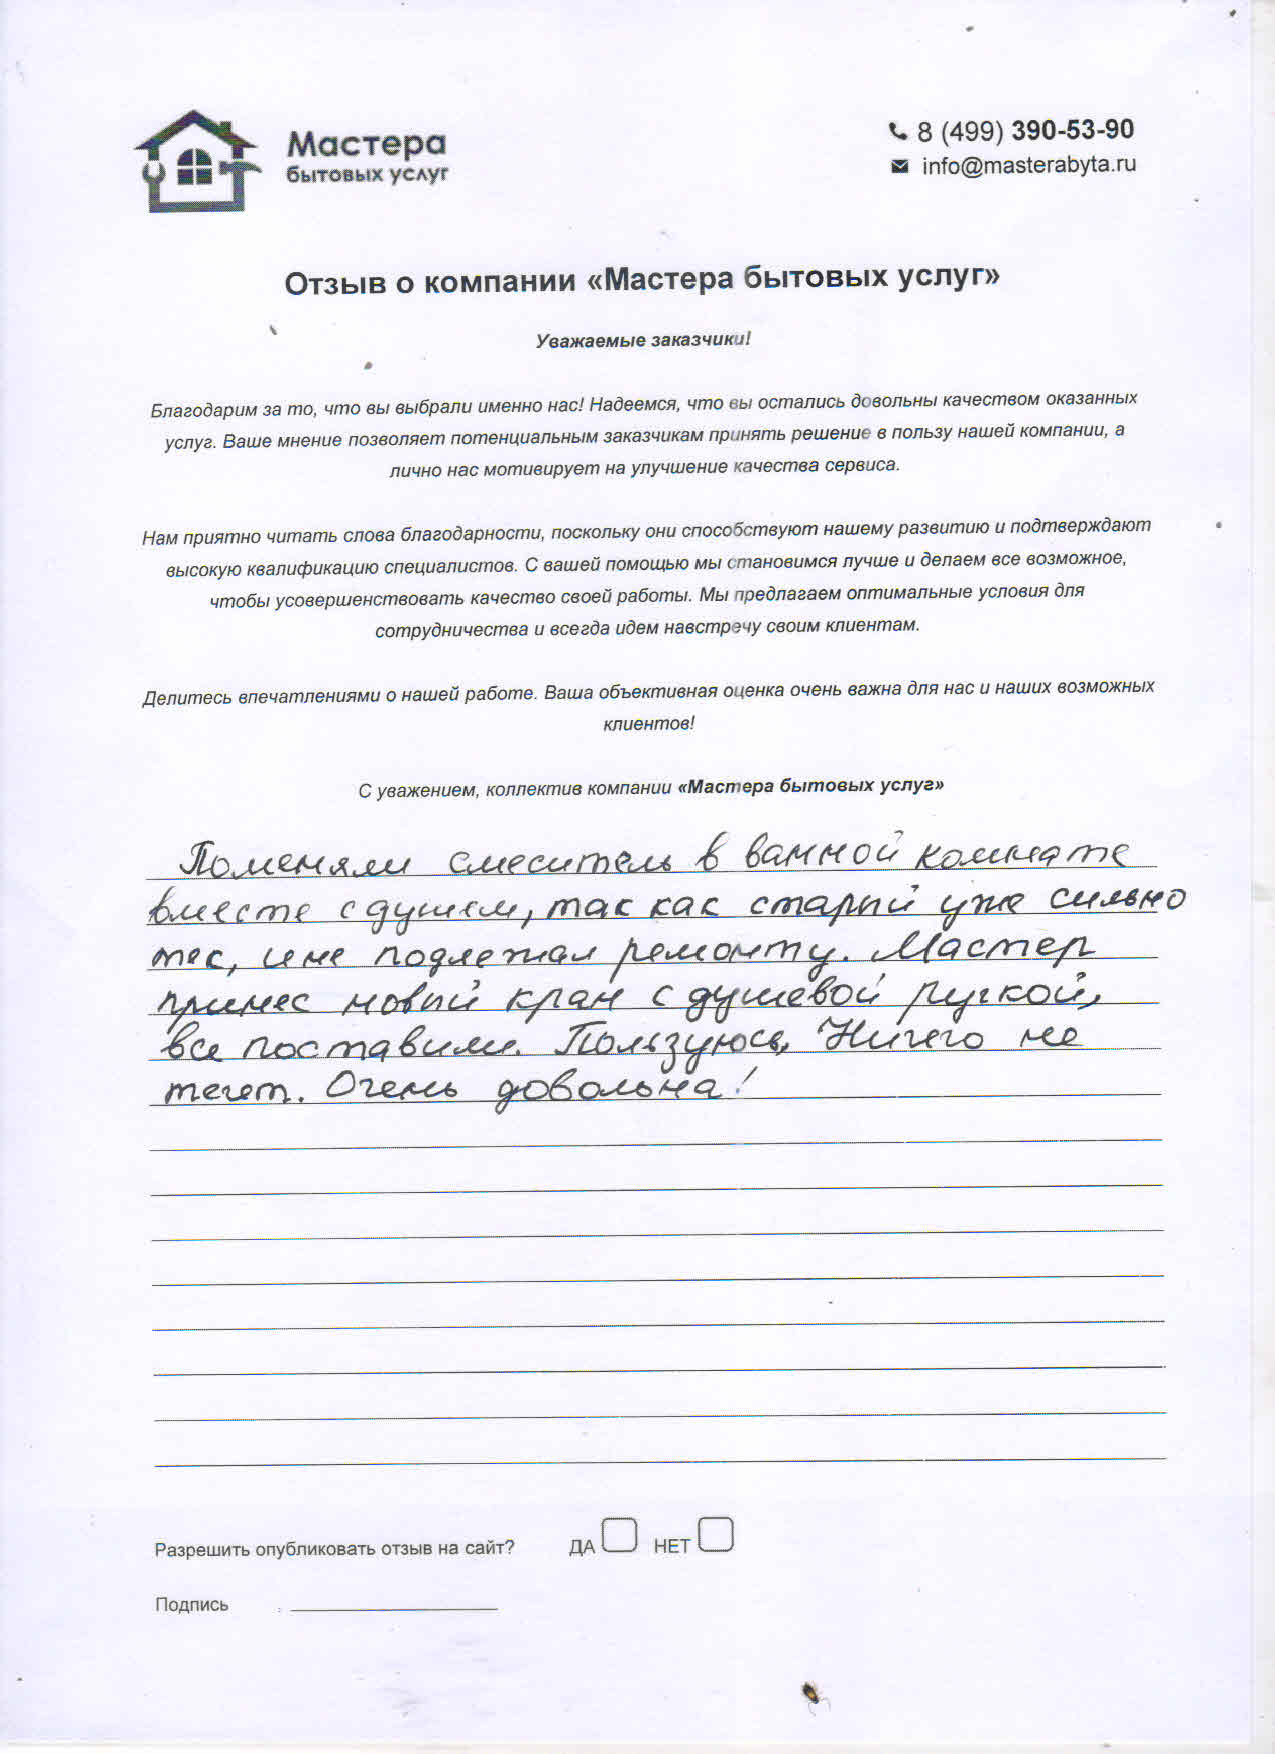 Мастера
бытовых услуг
8 (499) 390-53-90
info@masterabyta.ru
Отзыв о компании «Мастера бытовых услуг»
Уважаемые заказчики!
Благодарим за то, что вы выбрали именно нас! Надеемся, что вы остались довольны качеством оказанных
услуг. Ваше мнение позволяет потенциальным заказчикам принять решение в пользу нашей компании, а
лично нас мотивирует на улучшение качества сервиса.
Нам приятно читать слова благодарности, поскольку они способствуют нашему развитию и подтверждают
высокую квалификацию специалистов. С вашей помощью мы становимся лучше и делаем все возможное,
чтобы усовершенствовать качество своей работы. Мы предлагаем оптимальные условия для
сотрудничества и всегда идем навстречу своим клиентам.
Делитесь впечатлениями о нашей работе. Ваша объективная оценка очень важна для нас и наших возможных
клиентов!
С уважением, коллектив компании «Мастера бытовых услуг»
Поменяли смеситель в ванной комнате
вместе с душем, так как старый уже сильно
тес, и не подлежал ремонту. Мастер
принес новый кран с душевой ручкой,
все поставили. Пользуюсь, Ничего не
течет. Очень довольна!
Разрешить опубликовать отзыв на сайт? ДА НЕТ
Подпись